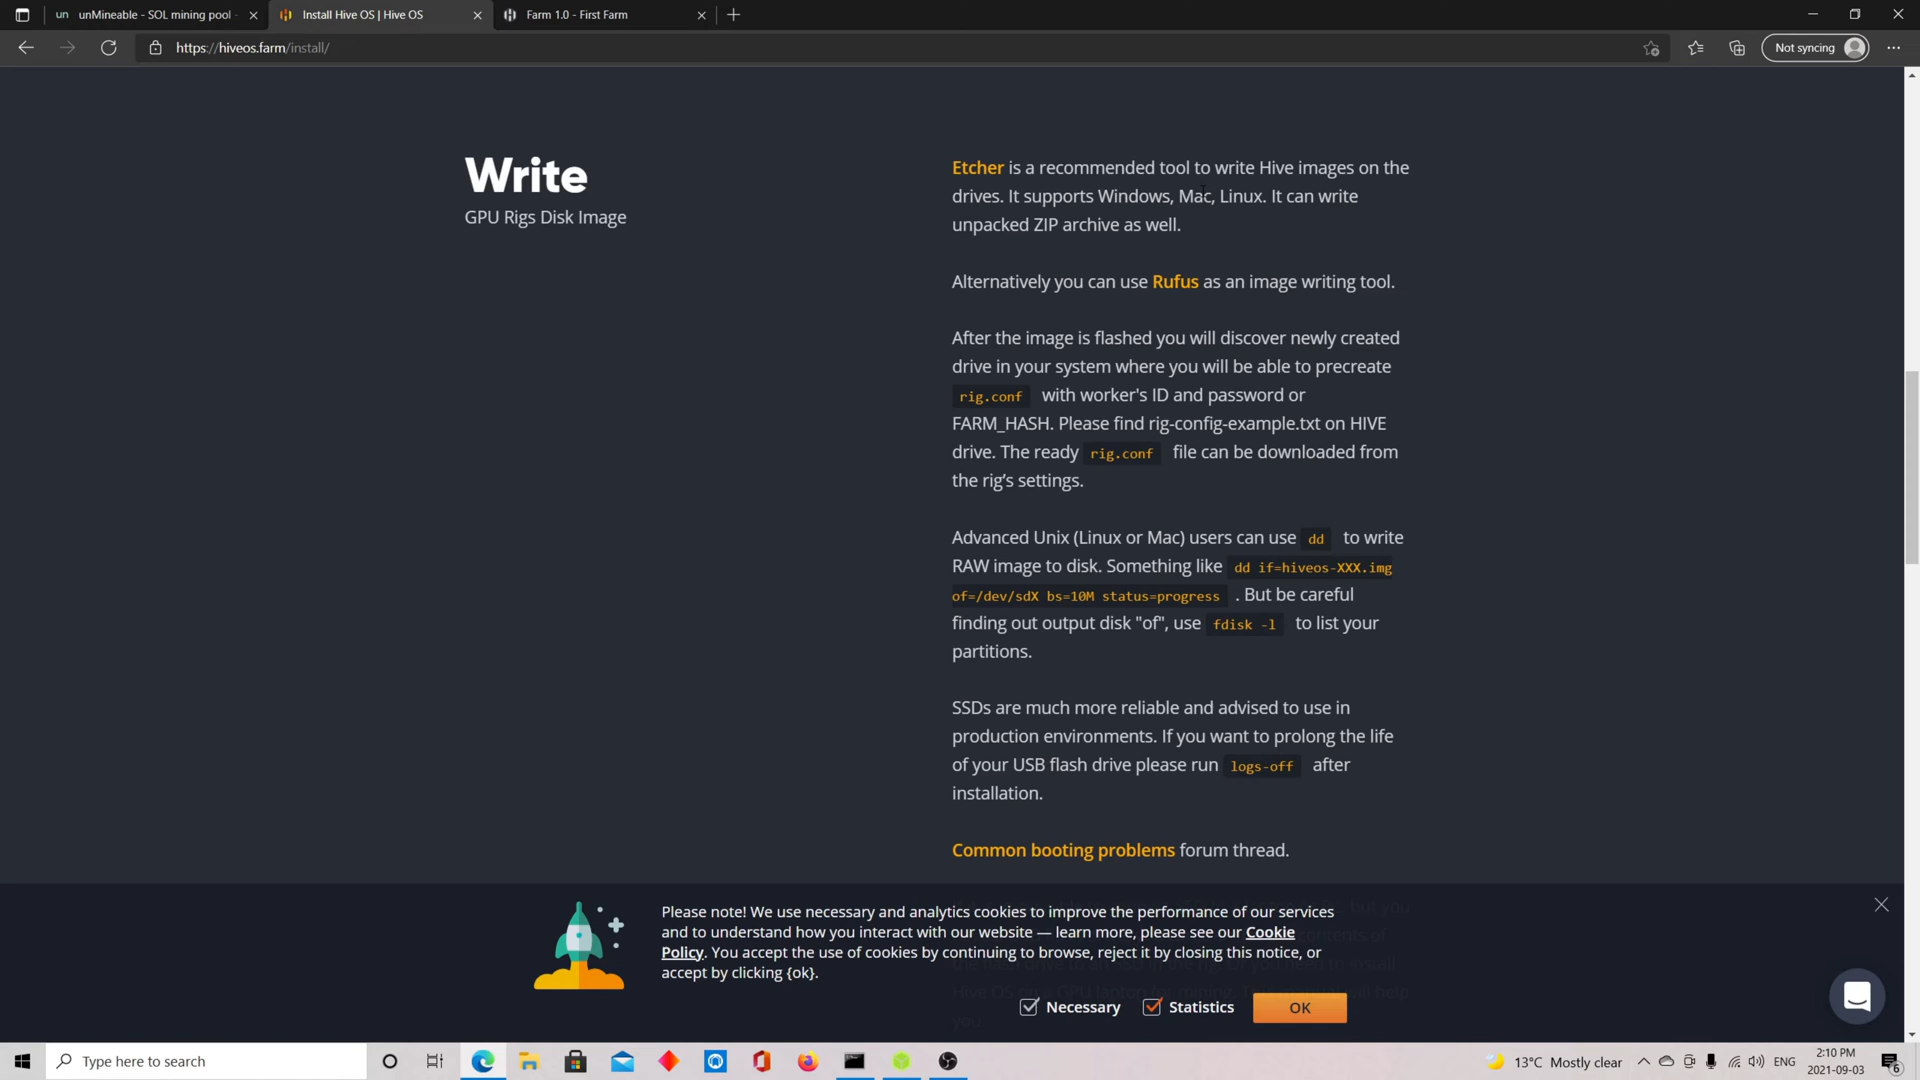 unMineable - SOL mining pool -
Install Hive OS | Hive OS
Farm 1.0 - First Farm
https://hiveos.farm/install/
Not syncing
Write
GPU Rigs Disk Image
Etcher is a recommended tool to write Hive images on the
drives. It supports Windows, Mac, Linux. It can write
unpacked ZIP archive as well.
Alternatively you can use Rufus as an image writing tool.
After the image is flashed you will discover newly created
drive in your system where you will be able to precreate
rig.conf with worker's ID and password or
FARM_HASH. Please find rig-config-example.txt on HIVE
drive. The ready rig.conf file can be downloaded from
the rig's settings.
Advanced Unix (Linux or Mac) users can use dd to write
RAW image to disk. Something like dd if=hiveos-XXX.img
of=/dev/sdX bs=10M status=progress . But be careful
finding out output disk "of", use fdisk -l to list your
partitions.
SSDs are much more reliable and advised to use in
production environments. If you want to prolong the life
of your USB flash drive please run logs-off after
installation.
Common booting problems forum thread.
Please note! We use necessary and analytics cookies to improve the performance of our services
and to understand how you interact with our website — learn more, please see our Cookie
Policy. You accept the use of cookies by continuing to browse, reject it by closing this notice, or
accept by clicking {ok}.
Necessary
Statistics
OK
Type here to search
13°C Mostly clear
ENG
2:10 PM
2021-09-03
6